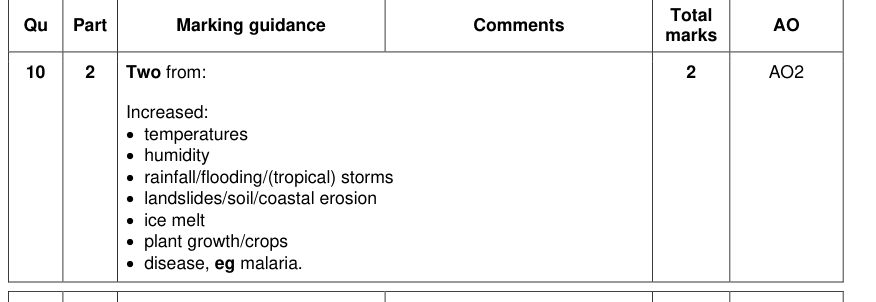 Qu Part Marking guidance Comments Total marks AO
10 2 Two from: 2 AO2
Increased:
• temperatures
• humidity
• rainfall/flooding/(tropical) storms
• landslides/soil/coastal erosion
• ice melt
• plant growth/crops
• disease, eg malaria.